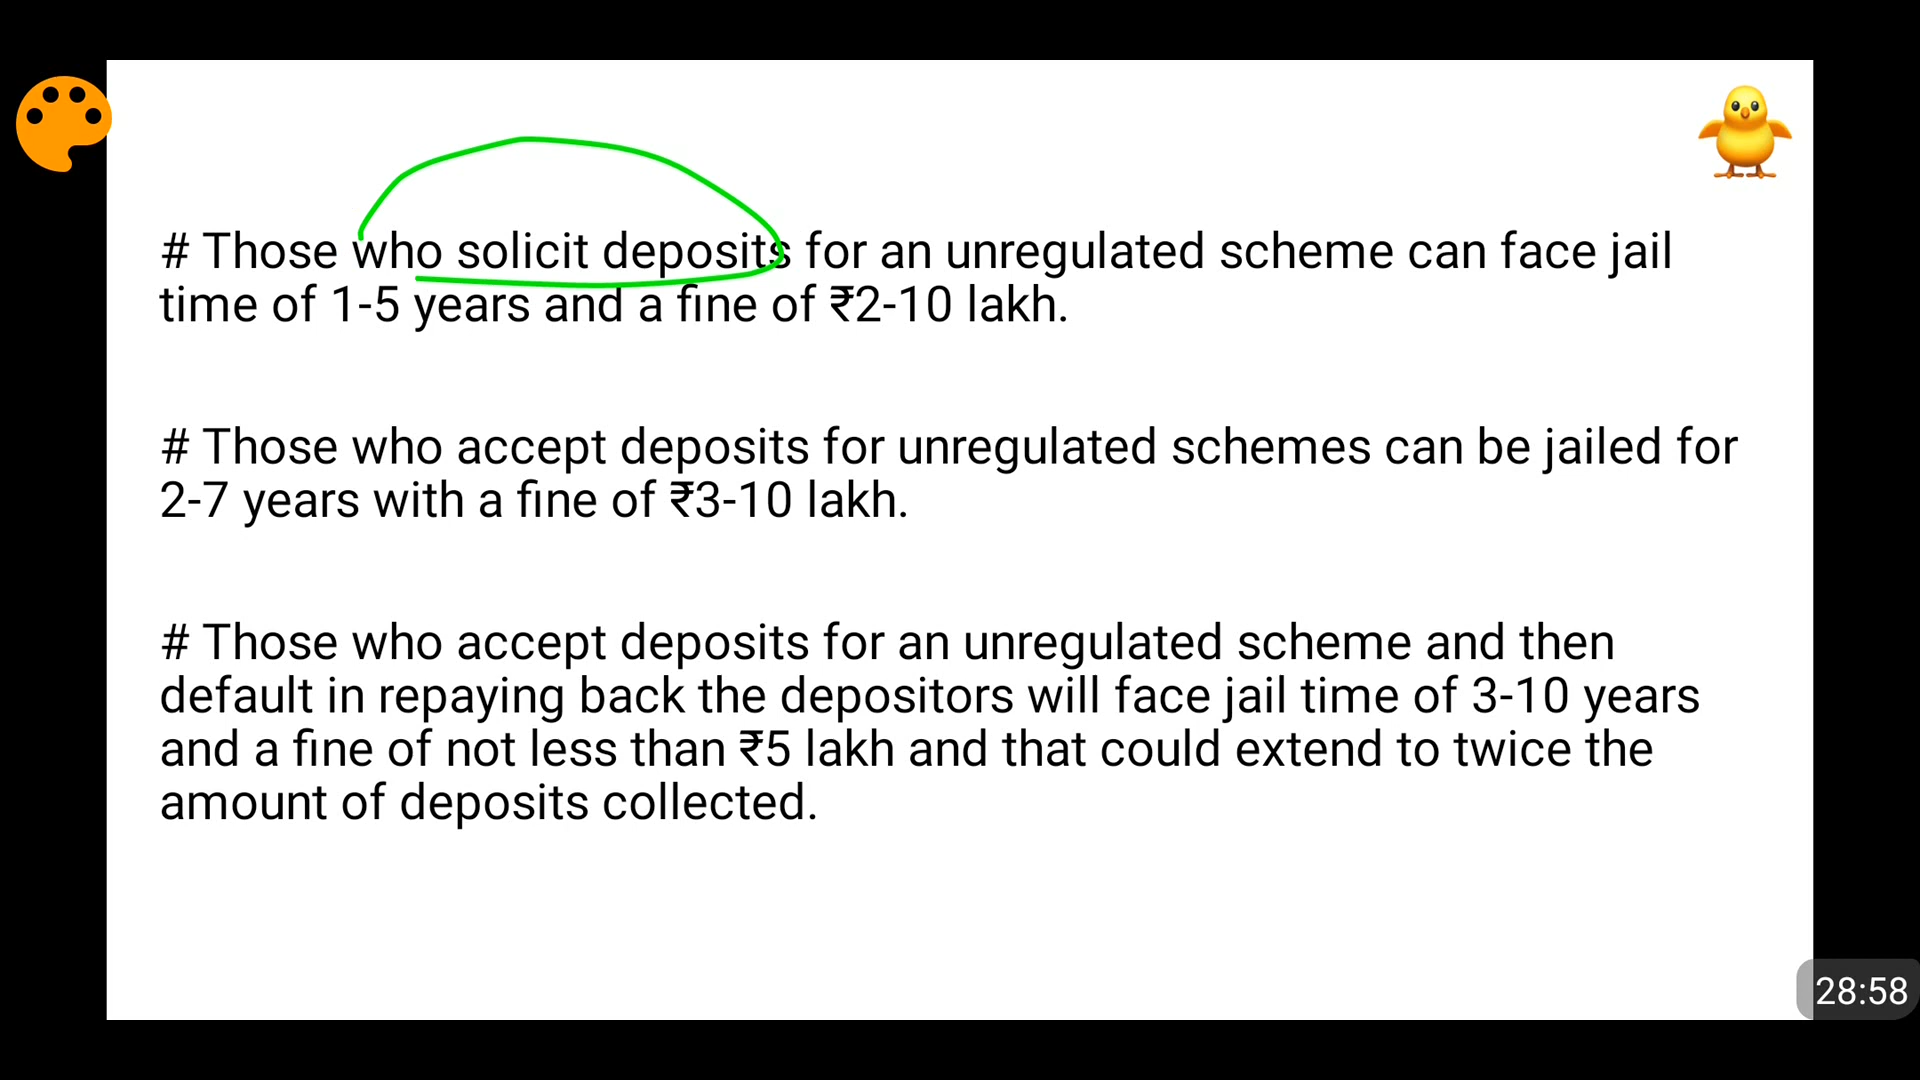 # Those who solicit deposits for an unregulated scheme can face jail
time of 1-5 years and a fine of ₹2-10 lakh.
# Those who accept deposits for unregulated schemes can be jailed for
2-7 years with a fine of ₹3-10 lakh.
# Those who accept deposits for an unregulated scheme and then
default in repaying back the depositors will face jail time of 3-10 years
and a fine of not less than ₹5 lakh and that could extend to twice the
amount of deposits collected.
28:58